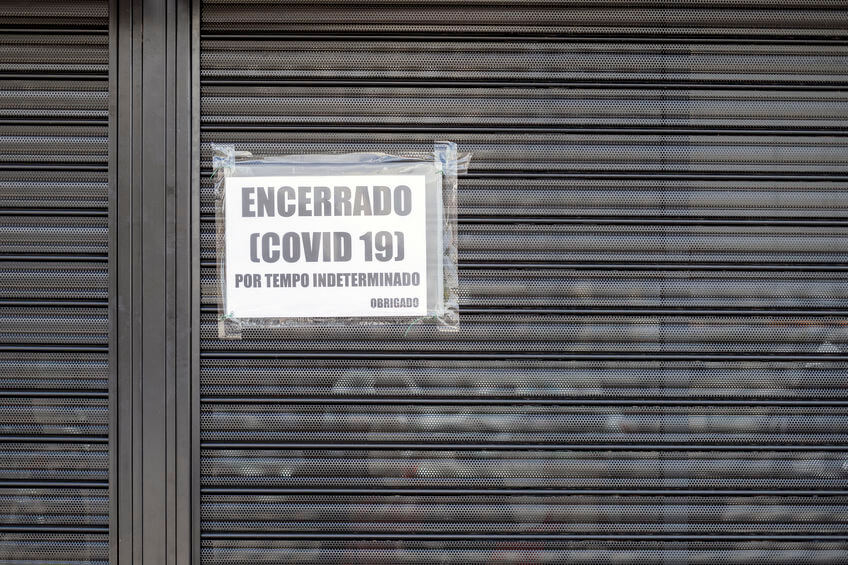 ENCERRADO
(COVID 19)
POR TEMPO INDETERMINADO
OBRIGADO